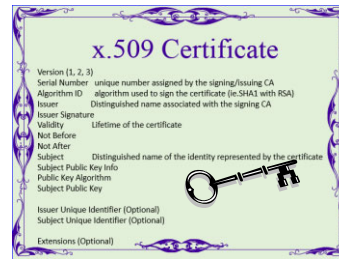 x.509 Certificate
Version (1, 2, 3)
Serial Number unique number assigned by the signing/issuing CA
Algorithm ID algorithm used to sign the certificate (ie.SHA1 with RSA)
Issuer Distinguished name associated with the signing CA
Issuer Signature
Validity Lifetime of the certificate
Not Before
Not After
Subject Distinguished name of the identity represented by the certificate
Subject Public Key Info
Public Key Algorithm
Subject Public Key
Issuer Unique Identifier (Optional)
Subject Unique Identifier (Optional)
Extensions (Optional)